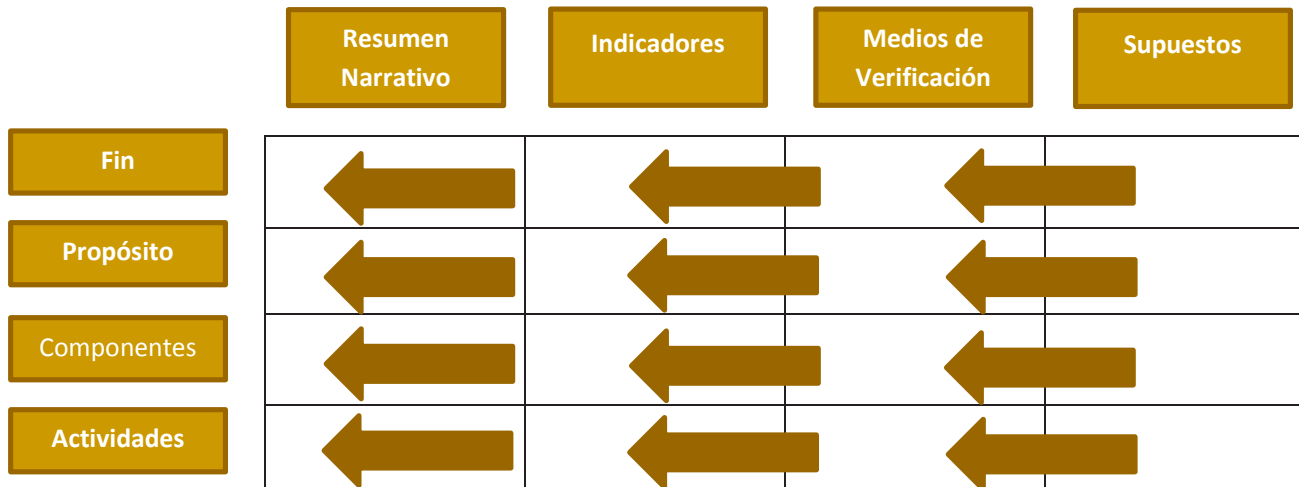 Resumen
Narrativo
Indicadores
Medios de
Verificación
Supuestos
Fin
Propósito
Componentes
Actividades